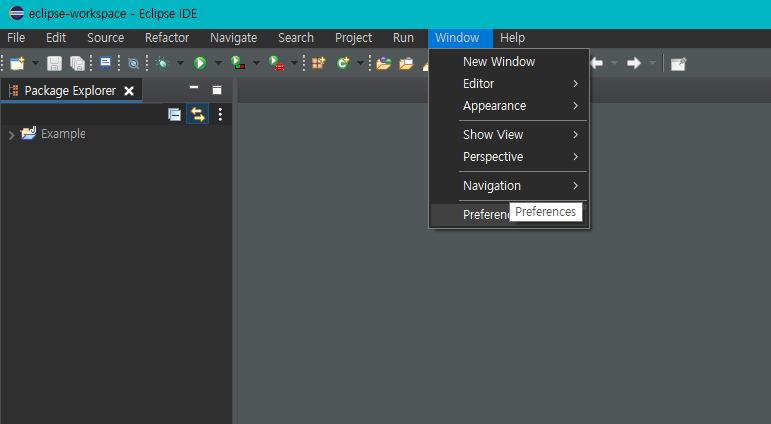 eclipse-workspace - Eclipse IDE
File Edit Source Refactor Navigate Search Project Run Window Help
Package Explorer
Example
New Window
Editor
Appearance
Show View
Perspective
Navigation
Preferen
Preferences